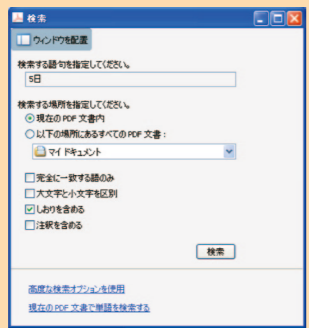 検索
ウィンドウを配置
検索する語句を指定してください。
5日
検索する場所を指定してください。
現在の PDF 文書内
以下の場所にあるすべての PDF 文書：
マイ ドキュメント
完全に一致する語のみ
大文字と小文字を区別
しおりを含める
注釈を含める
検索
高度な検索オプションを使用
現在の PDF 文書で単語を検索する